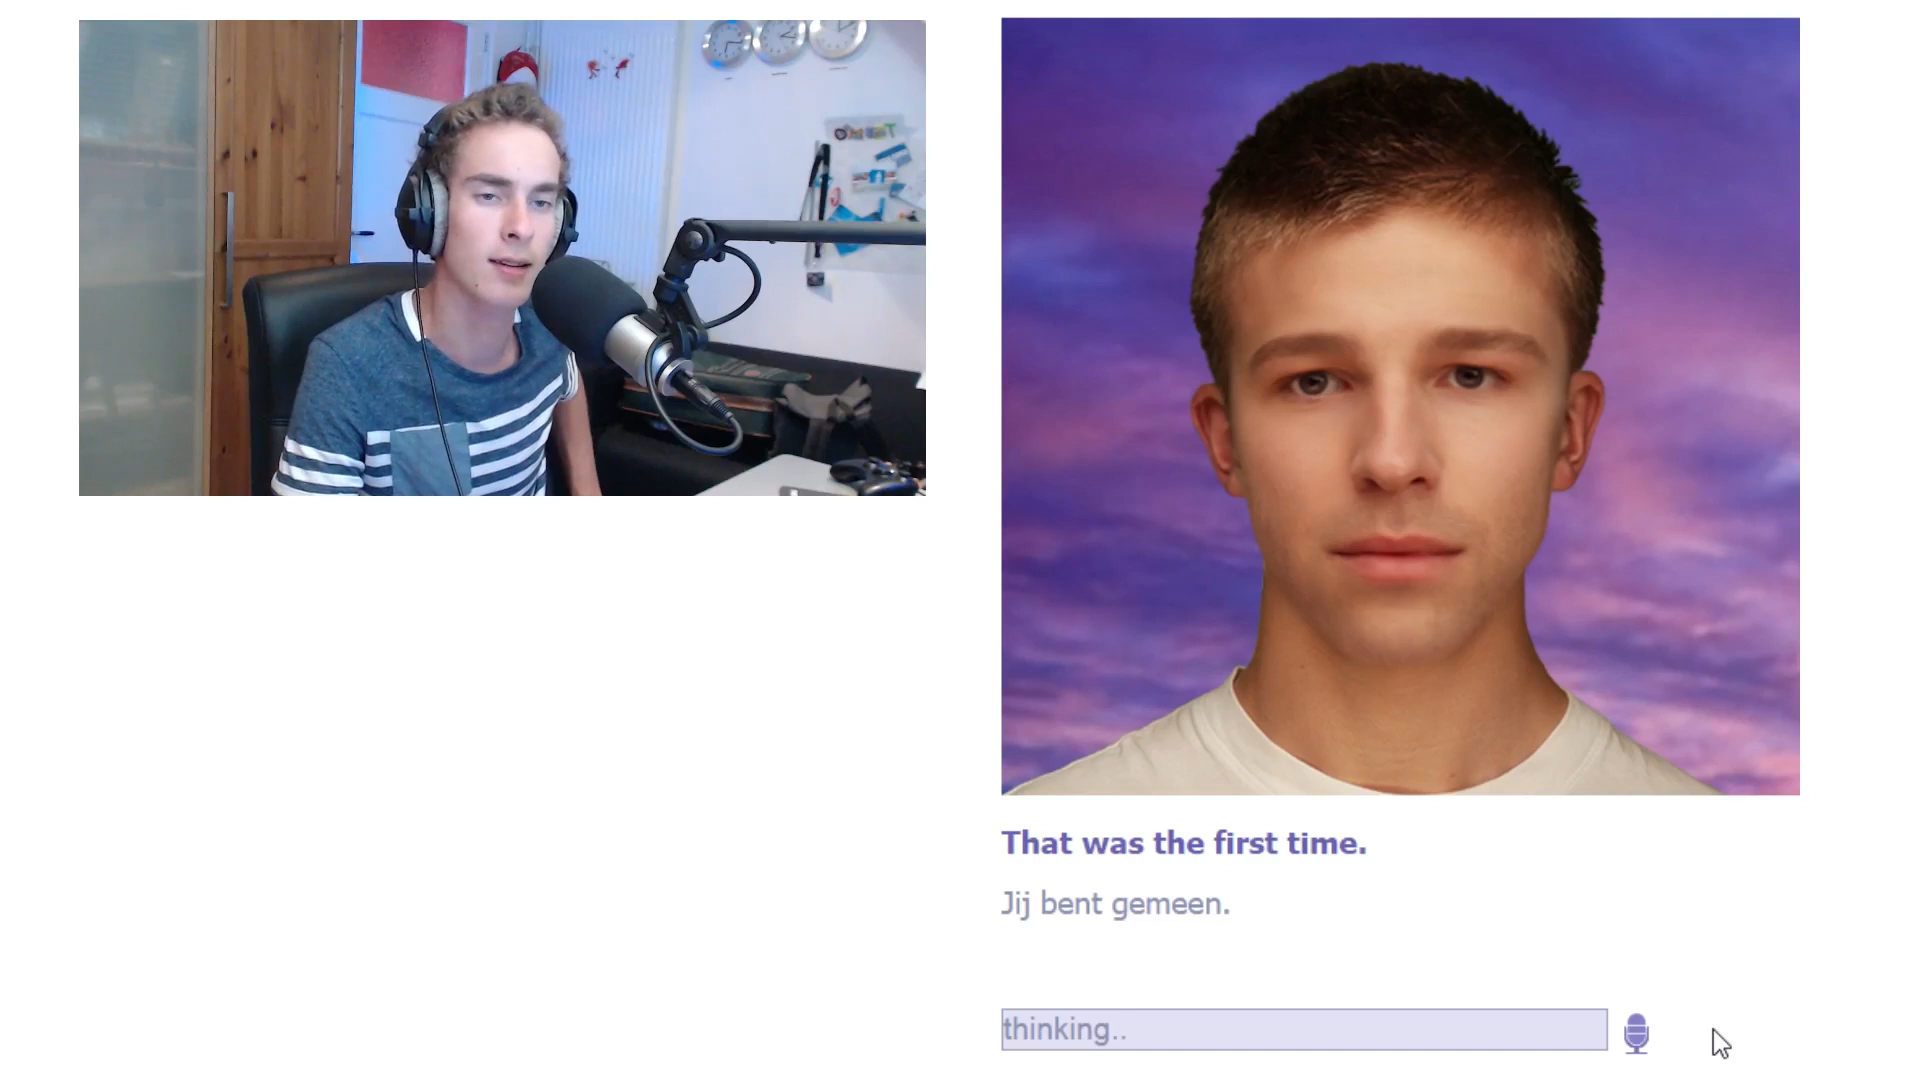 That was the first time.
Jij bent gemeen.
thinking..